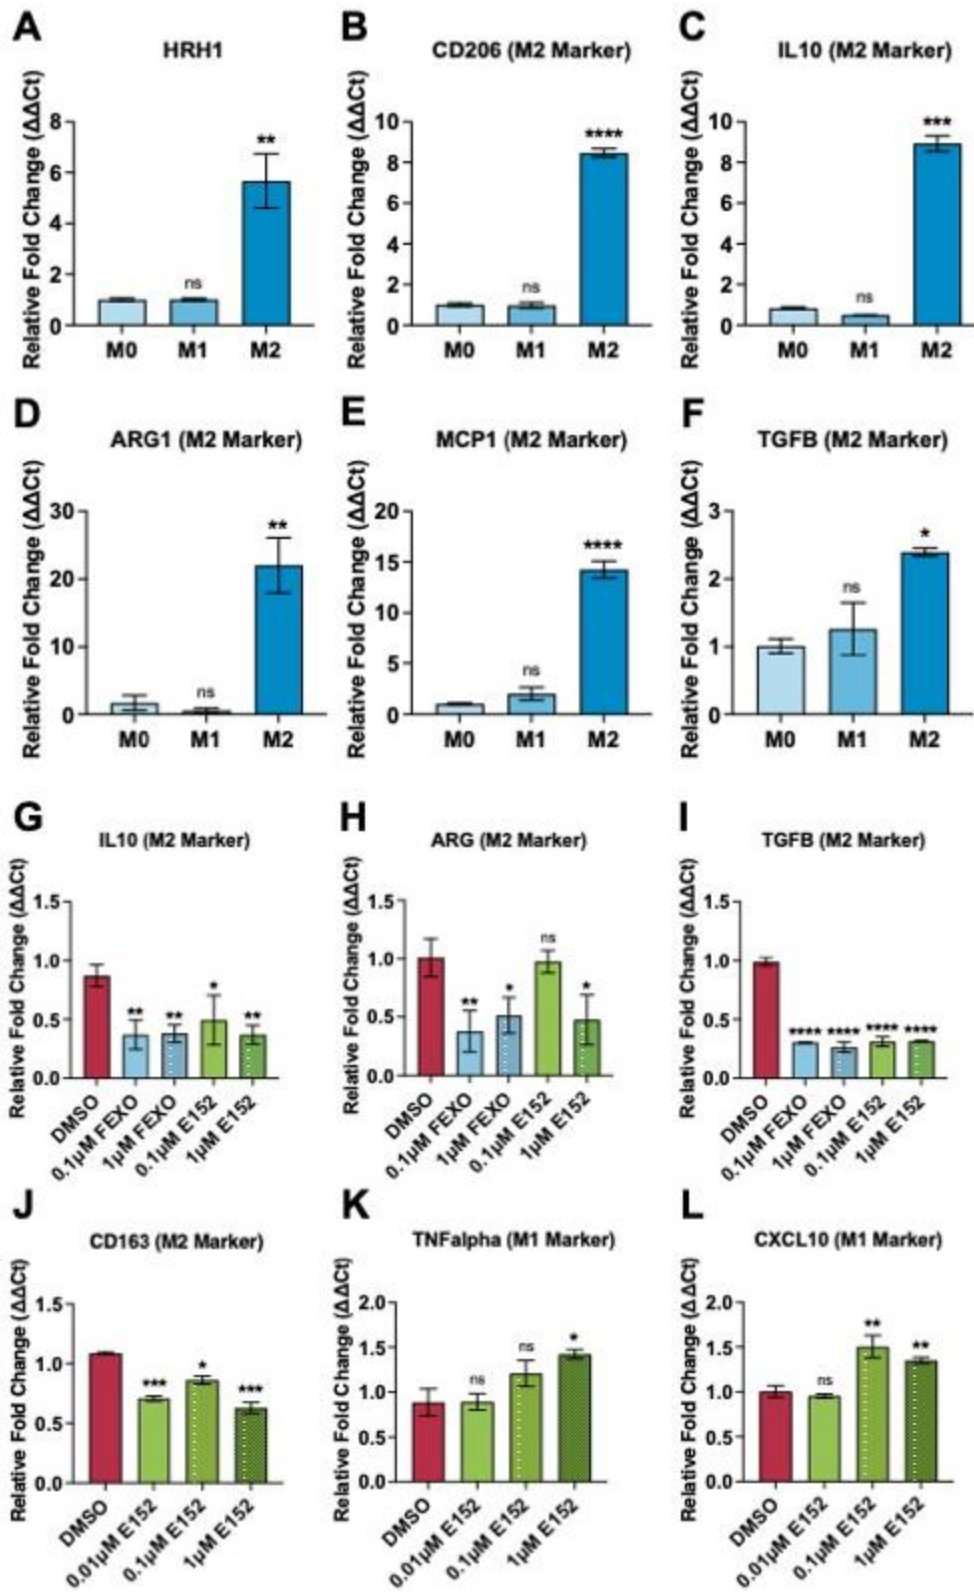 A
HRH1
Relative Fold Change (ΔΔCt)
8
6
4
2
0
ns
**
M0 M1 M2
B
CD206 (M2 Marker)
Relative Fold Change (ΔΔCt)
10
8
6
4
2
0
ns
****
M0 M1 M2
C
IL10 (M2 Marker)
Relative Fold Change (ΔΔCt)
10
8
6
4
2
0
ns
***
M0 M1 M2
D
ARG1 (M2 Marker)
Relative Fold Change (ΔΔCt)
30
20
10
0
ns
**
M0 M1 M2
E
MCP1 (M2 Marker)
Relative Fold Change (ΔΔCt)
20
15
10
5
0
ns
****
M0 M1 M2
F
TGFB (M2 Marker)
Relative Fold Change (ΔΔCt)
3
2
1
0
ns
*
M0 M1 M2
G
IL10 (M2 Marker)
Relative Fold Change (ΔΔCt)
1.5
1.0
0.5
0.0
** ** * **
DMSO
0.1μM FEXO
1μM FEXO
0.1μM E152
1μM E152
H
ARG (M2 Marker)
Relative Fold Change (ΔΔCt)
1.5
1.0
0.5
0.0
** * ns *
DMSO
0.1μM FEXO
1μM FEXO
0.1μM E152
1μM E152
I
TGFB (M2 Marker)
Relative Fold Change (ΔΔCt)
1.5
1.0
0.5
0.0
**** **** **** ****
DMSO
0.1μM FEXO
1μM FEXO
0.1μM E152
1μM E152
J
CD163 (M2 Marker)
Relative Fold Change (ΔΔCt)
1.5
1.0
0.5
0.0
*** * ***
DMSO
0.01μM E152
0.1μM E152
1μM E152
K
TNFalpha (M1 Marker)
Relative Fold Change (ΔΔCt)
2.0
1.5
1.0
0.5
0.0
ns ns *
DMSO
0.01μM E152
0.1μM E152
1μM E152
L
CXCL10 (M1 Marker)
Relative Fold Change (ΔΔCt)
2.0
1.5
1.0
0.5
0.0
ns ** **
DMSO
0.01μM E152
0.1μM E152
1μM E152